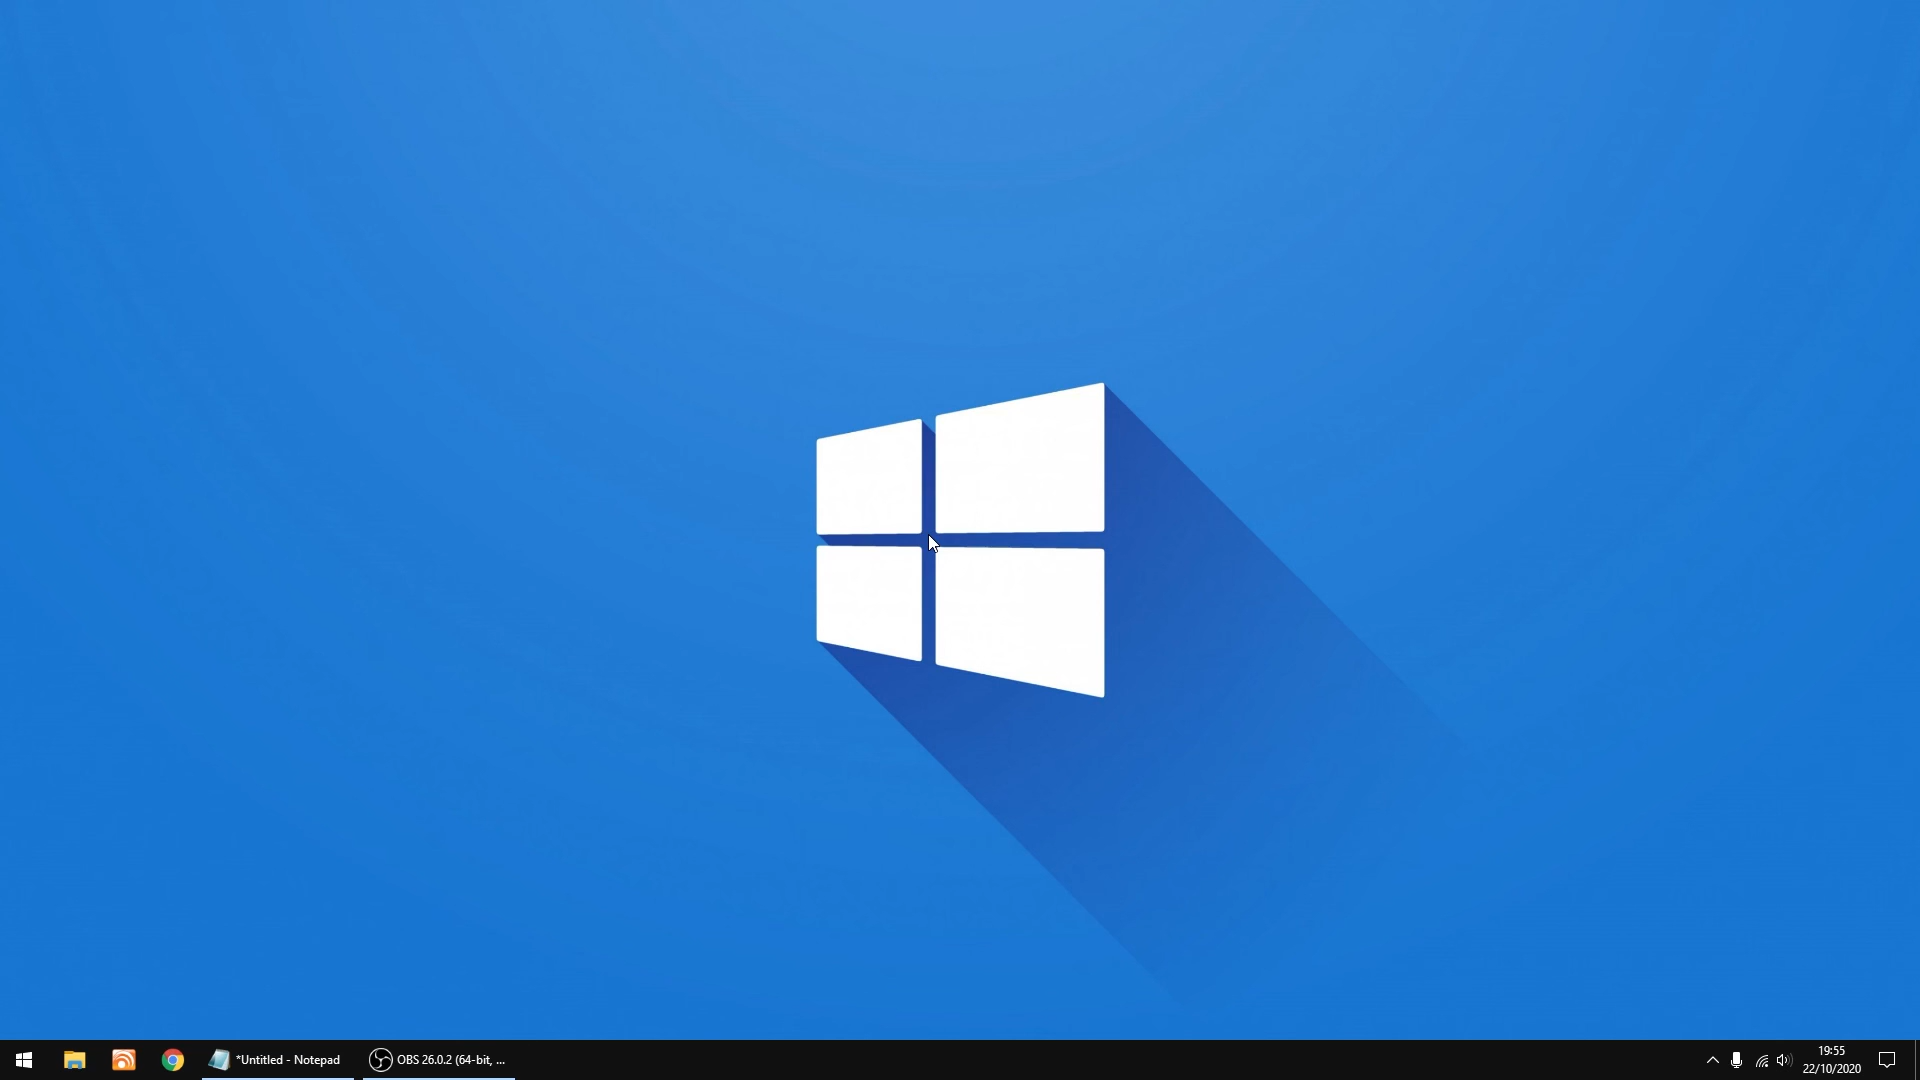 *Untitled - Notepad
OBS 26.0.2 (64-bit, ...
19:55
22/10/2020